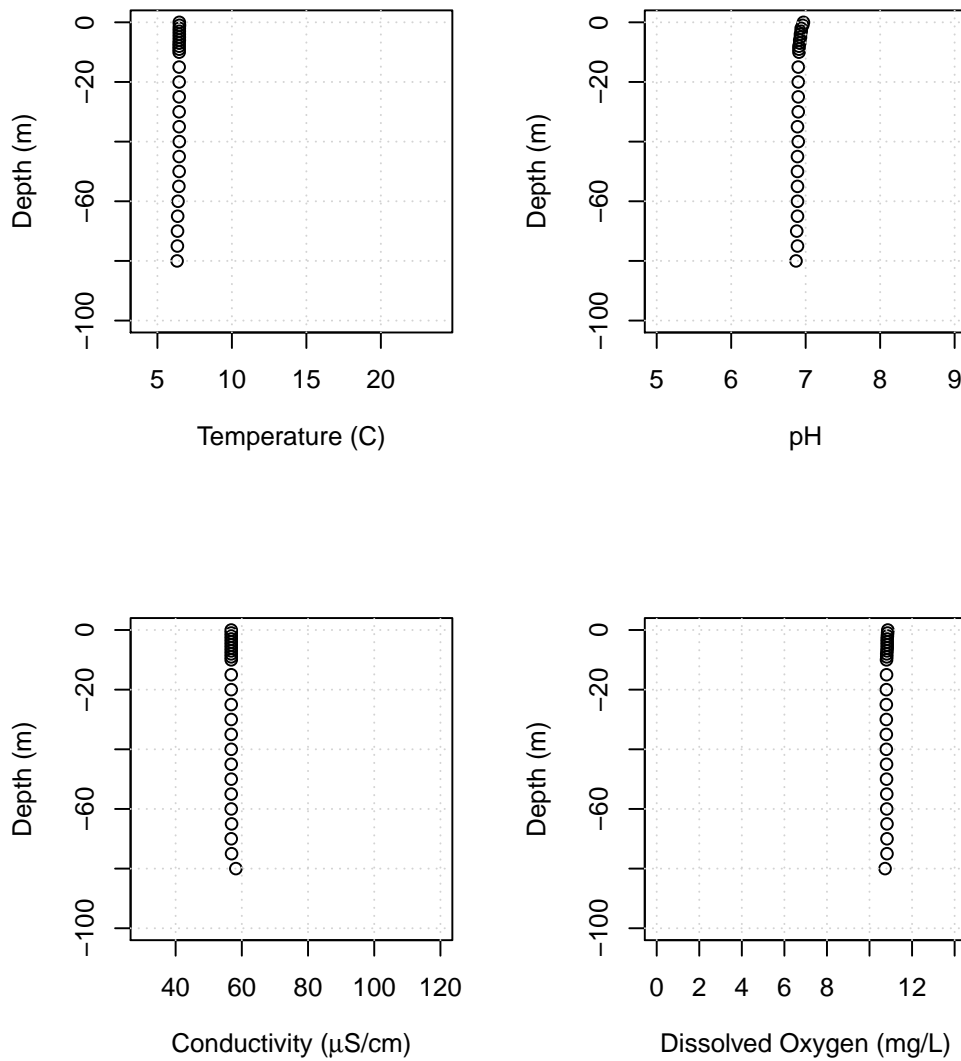 0
−20
−60
−100
Depth (m)
5 10 15 20
Temperature (C)
0
−20
−60
−100
Depth (m)
5 6 7 8 9
pH
0
−20
−60
−100
Depth (m)
40 60 80 100 120
Conductivity (μS/cm)
0
−20
−60
−100
Depth (m)
0 2 4 6 8 12
Dissolved Oxygen (mg/L)